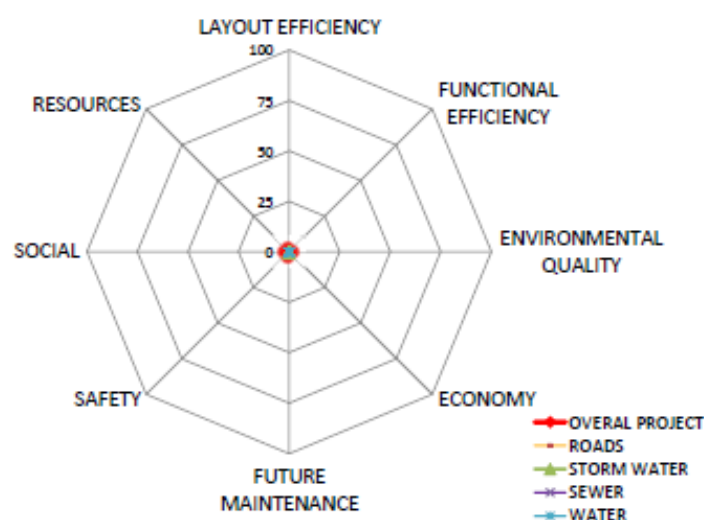 LAYOUT EFFICIENCY
100
RESOURCES
FUNCTIONAL
EFFICIENCY
75
50
25
SOCIAL
0
ENVIRONMENTAL
QUALITY
SAFETY
ECONOMY
FUTURE
MAINTENANCE
OVERAL PROJECT
ROADS
STORM WATER
SEWER
WATER